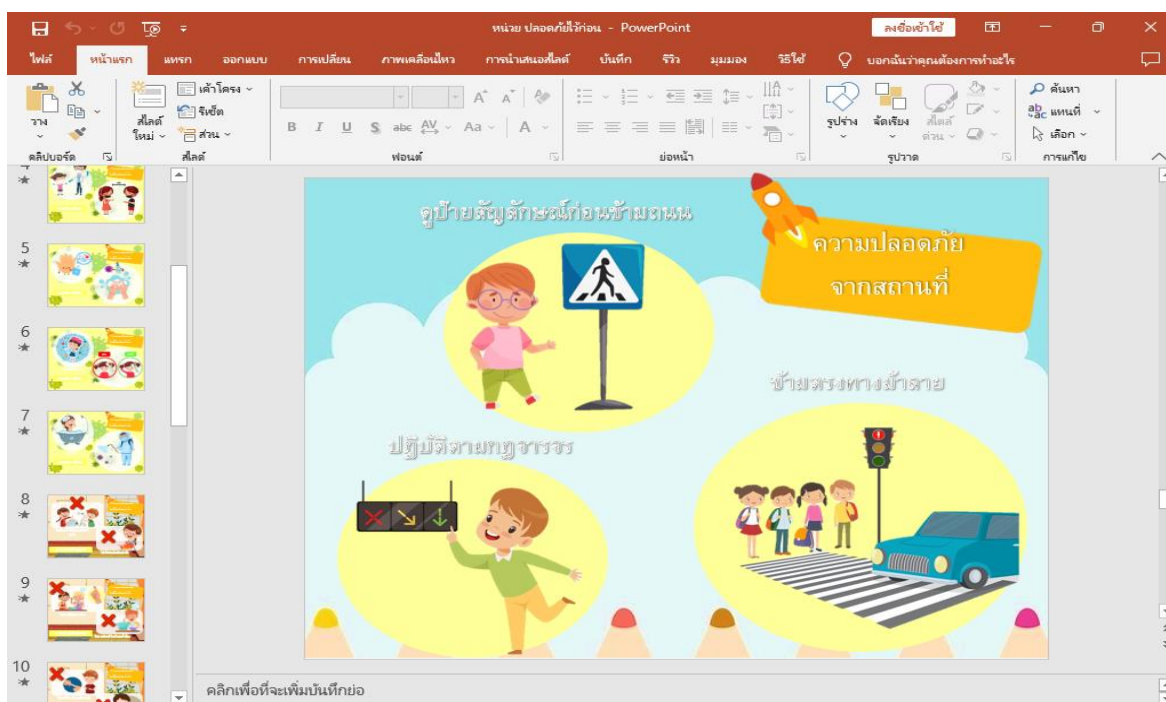 หน่วย ปลอดภัยไว้ก่อน - PowerPoint
ลงชื่อเข้าใช้
ไฟล์ หน้าแรก แทรก ออกแบบ การเปลี่ยน ภาพเคลื่อนไหว การนำเสนอสไลด์ บันทึก รีวิว มุมมอง วิธีใช้ บอกฉันว่าคุณต้องการทำอะไร
วาง
สไลด์ใหม่
เค้าโครง
รีเซ็ต
ส่วน
B I U S abc AV Aa A
รูปร่าง จัดเรียง สไตล์ด่วน
ค้นหา
แทนที่
เลือก
คลิปบอร์ด สไลด์ ฟอนต์ ย่อหน้า รูปวาด การแก้ไข
4
5
6
7
8
9
10
ดูป้ายสัญลักษณ์ก่อนข้ามถนน
ความปลอดภัย
จากสถานที่
ข้ามตรงทางม้าลาย
ปฏิบัติตามกฎจราจร
คลิกเพื่อที่จะเพิ่มบันทึกย่อ